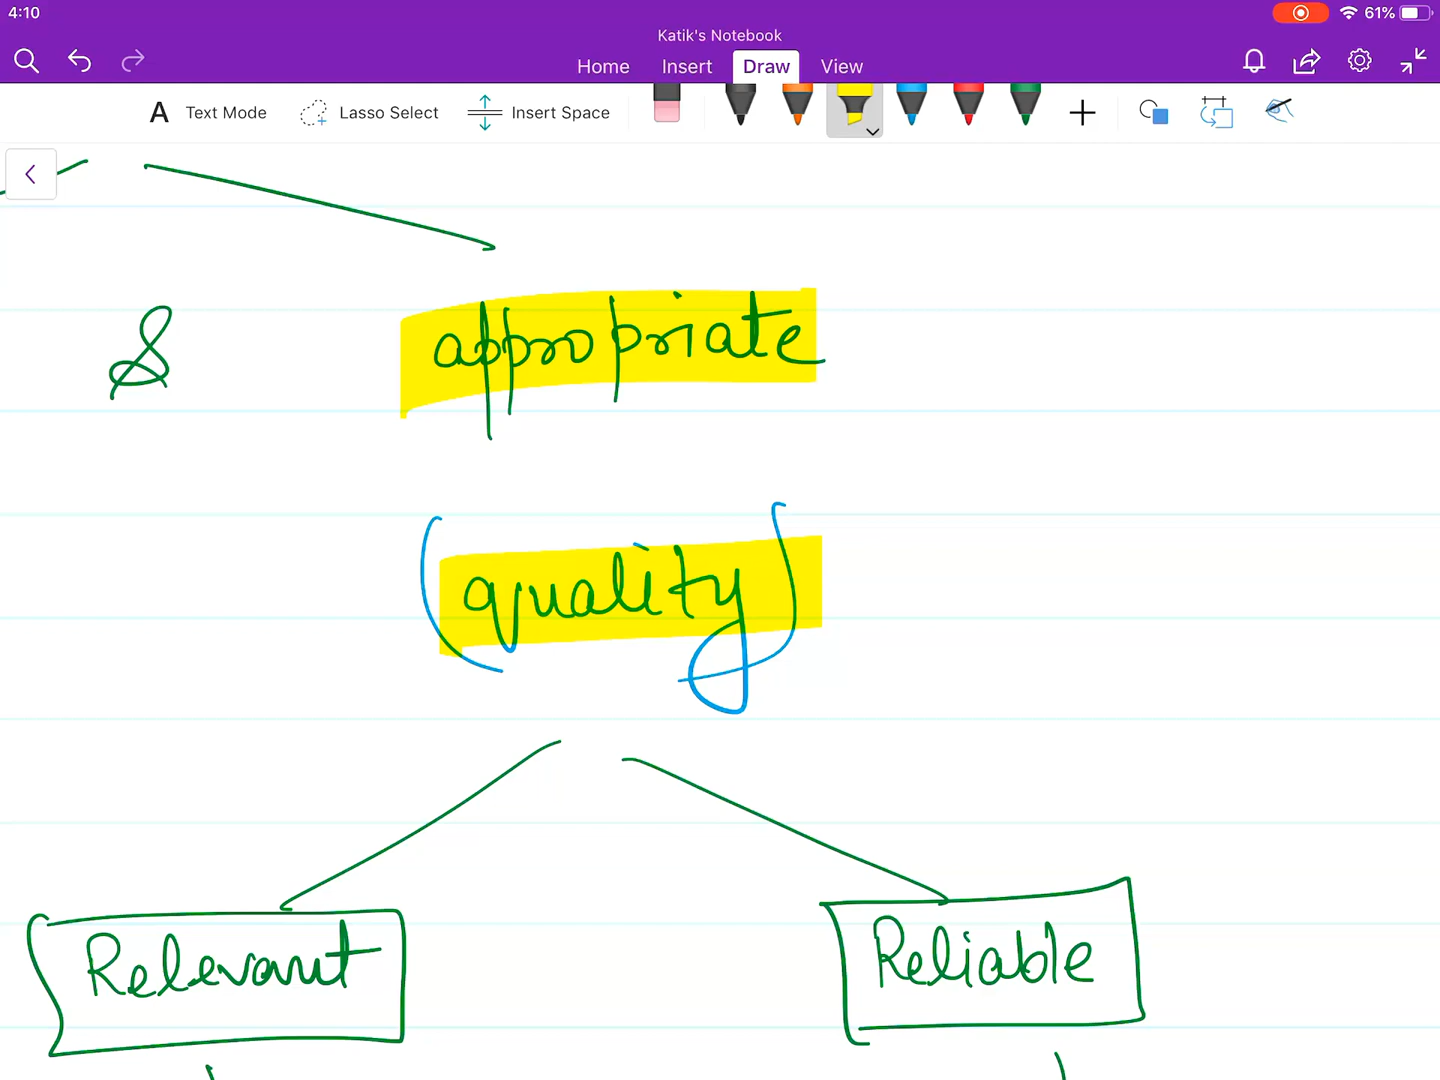 4:10
61%
Katik's Notebook
Home Insert Draw View
A Text Mode Lasso Select Insert Space
& appropriate
(quality)
Relevant Reliable